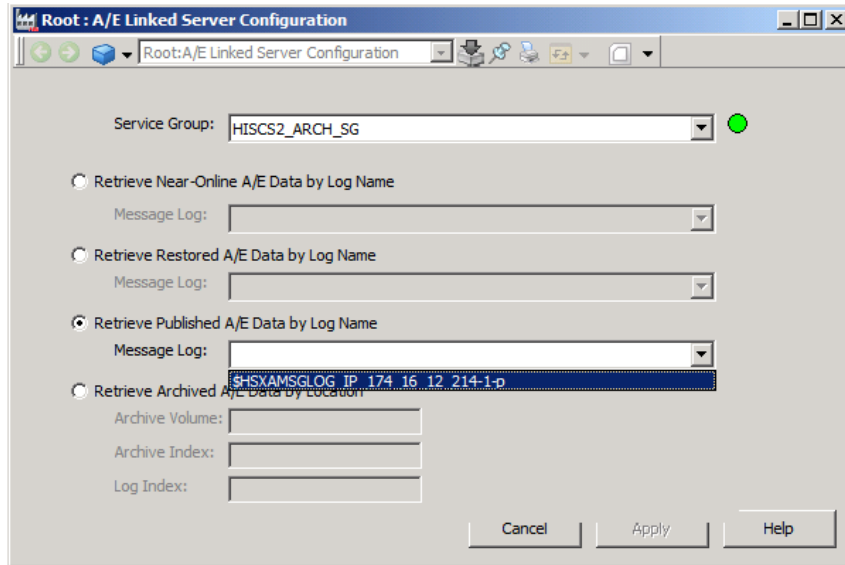 Root : A/E Linked Server Configuration
Root:A/E Linked Server Configuration
Service Group: HISCS2_ARCH_SG
Retrieve Near-Online A/E Data by Log Name
Message Log:
Retrieve Restored A/E Data by Log Name
Message Log:
Retrieve Published A/E Data by Log Name
Message Log:
$HSXAMSGLOG_IP_174_16_12_214-1-p
Retrieve Archived A/E Data by Location
Archive Volume:
Archive Index:
Log Index:
Cancel Apply Help